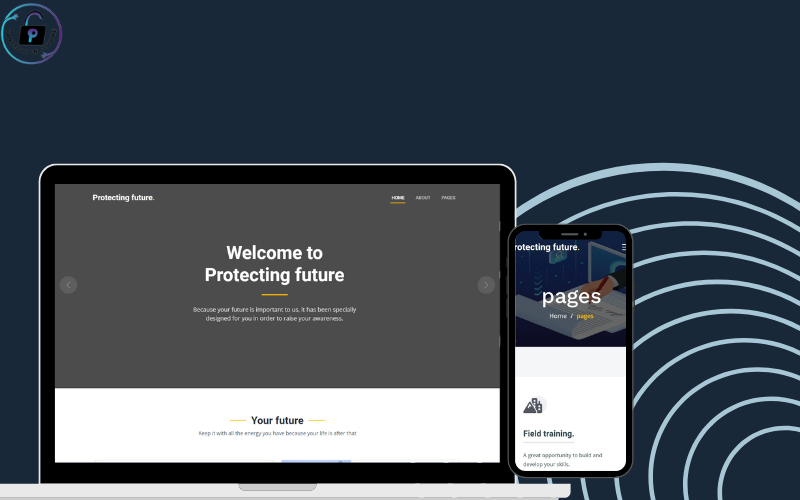 P
Protecting future.
HOME ABOUT PAGES
Welcome to
Protecting future
Because your future is important to us, it has been specially
designed for you in order to raise your awareness.
Your future
Keep it with all the energy you have because your life is after that
rotecting future.
pages
Home / pages
Field training.
A great opportunity to build and
develop your skills.